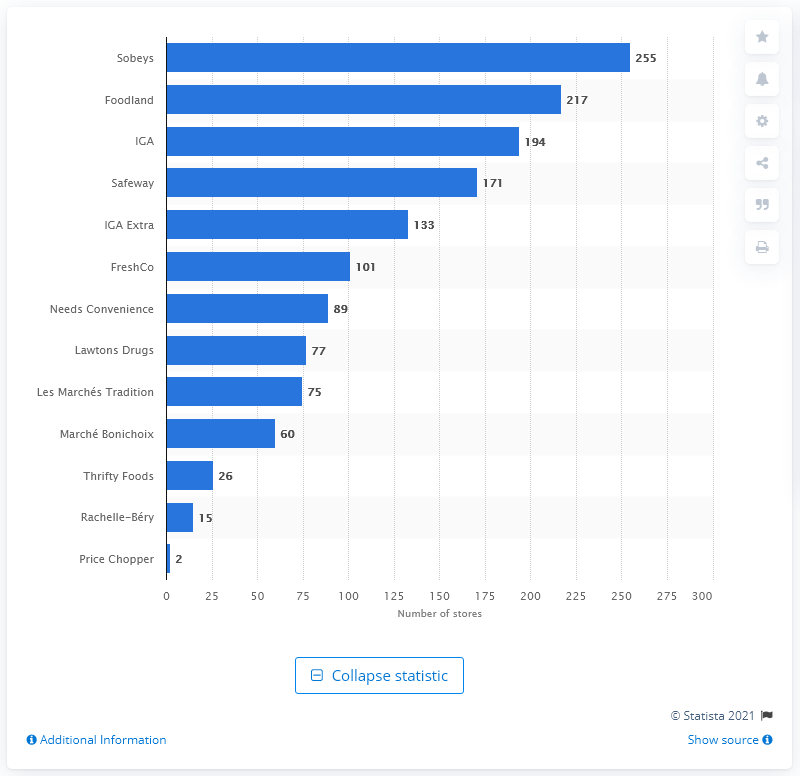 Sobeys 255
Foodland 217
IGA 194
Safeway 171
IGA Extra 133
FreshCo 101
Needs Convenience 89
Lawtons Drugs 77
Les Marchés Tradition 75
Marché Bonichoix 60
Thrifty Foods 26
Rachelle-Béry 15
Price Chopper 2
0 25 50 75 100 125 150 175 200 225 250 275 300
Number of stores
Collapse statistic
© Statista 2021
Additional Information Show source